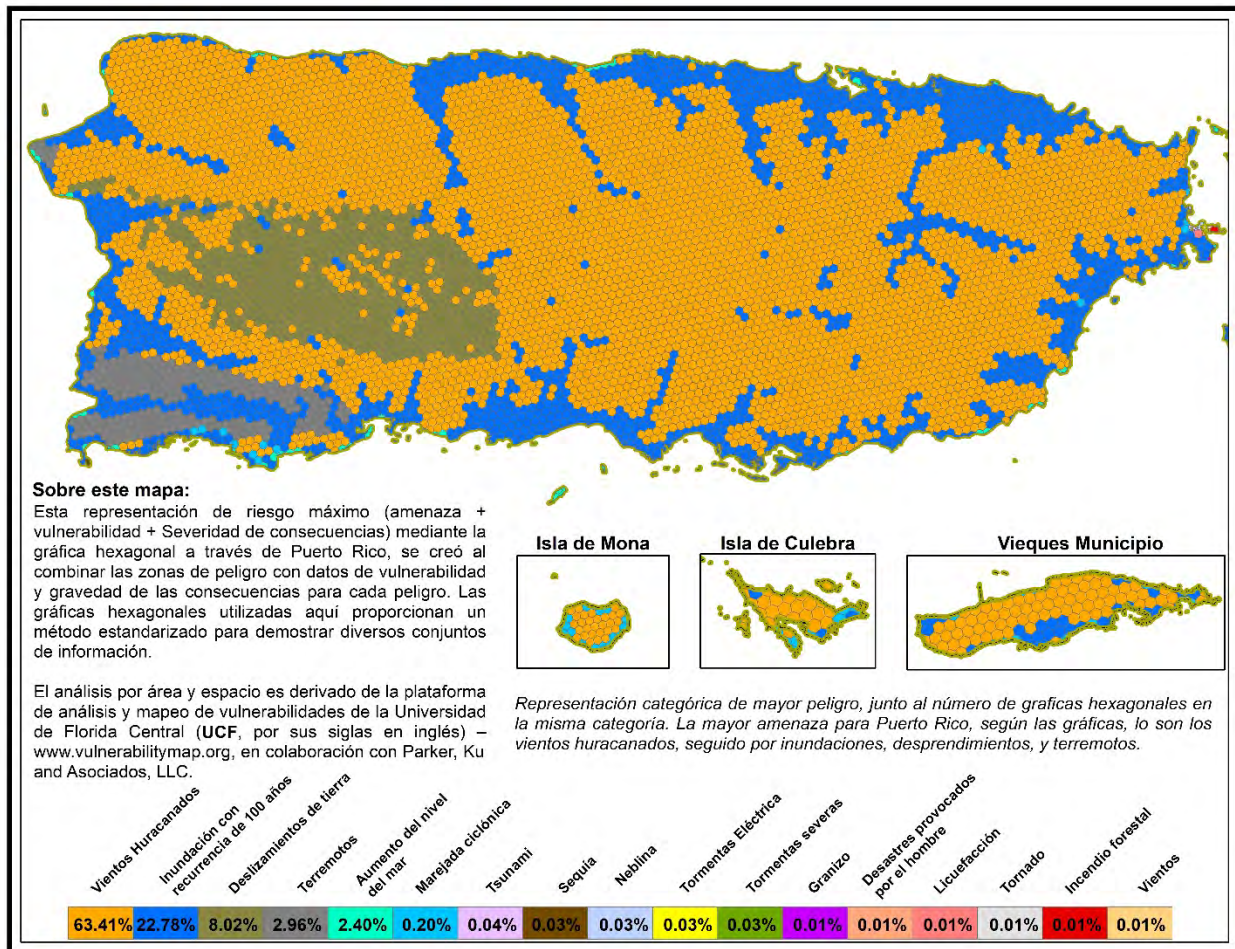 Sobre este mapa:
Esta representación de riesgo máximo (amenaza +
vulnerabilidad + Severidad de consecuencias) mediante la
gráfica hexagonal a través de Puerto Rico, se creó al
combinar las zonas de peligro con datos de vulnerabilidad
y gravedad de las consecuencias para cada peligro. Las
gráficas hexagonales utilizadas aquí proporcionan un
método estandarizado para demostrar diversos conjuntos
de información.
El análisis por área y espacio es derivado de la plataforma
de análisis y mapeo de vulnerabilidades de la Universidad
de Florida Central (UCF, por sus siglas en inglés) –
www.vulnerabilitymap.org, en colaboración con Parker, Ku
and Asociados, LLC.
Isla de Mona
Isla de Culebra
Vieques Municipio
Representación categórica de mayor peligro, junto al número de graficas hexagonales en
la misma categoría. La mayor amenaza para Puerto Rico, según las gráficas, lo son los
vientos huracanados, seguido por inundaciones, desprendimientos, y terremotos.
Vientos Huracanados
Inundación con
recurrencia de 100 años
Deslizamientos de tierra
Terremotos
Aumento del nivel
del mar
Marejada ciclónica
Tsunami
Sequia
Neblina
Tormentas Eléctrica
Tormentas severas
Granizo
Desastres provocados
por el hombre
Licuefacción
Tornado
Incendio forestal
Vientos
63.41% 22.78% 8.02% 2.96% 2.40% 0.20% 0.04% 0.03% 0.03% 0.03% 0.03% 0.01% 0.01% 0.01% 0.01% 0.01% 0.01%